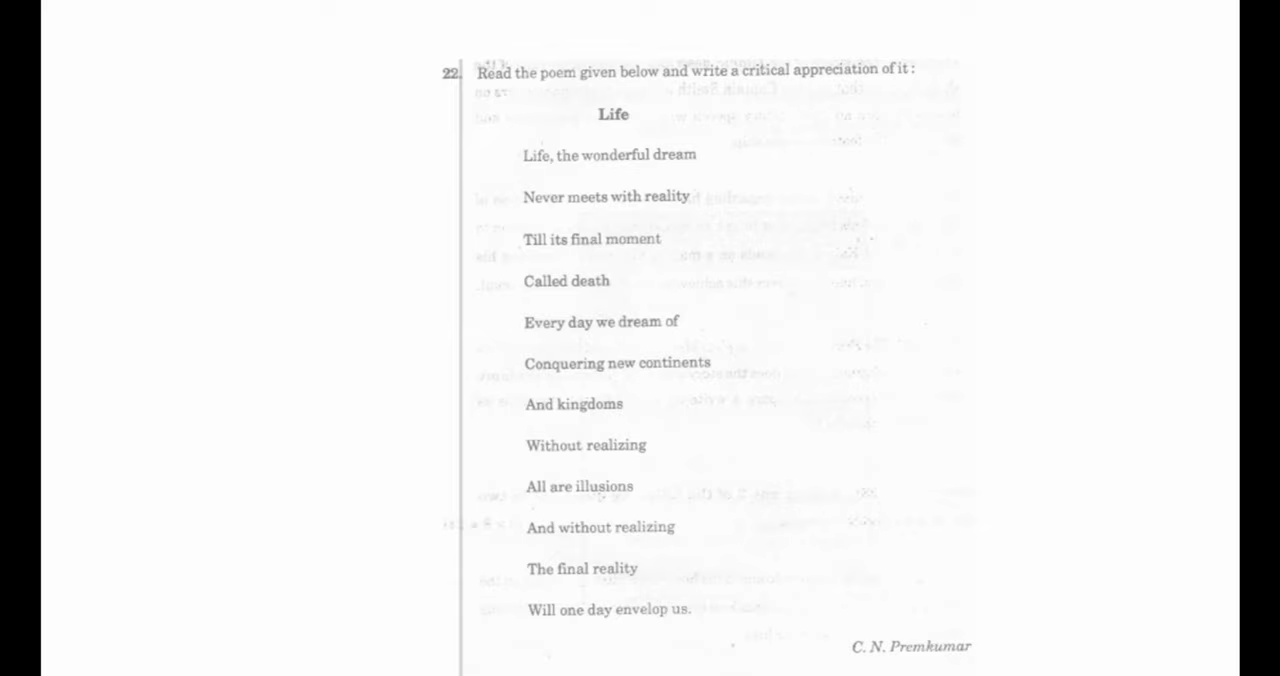 22. Read the poem given below and write a critical appreciation of it :
Life
Life, the wonderful dream
Never meets with reality
Till its final moment
Called death
Every day we dream of
Conquering new continents
And kingdoms
Without realizing
All are illusions
And without realizing
The final reality
Will one day envelop us.
C. N. Premkumar